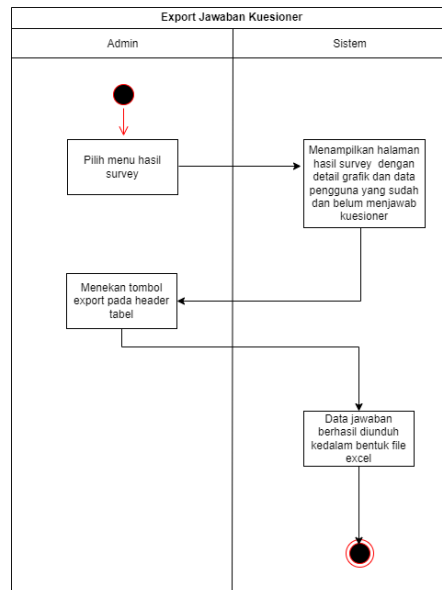 Export Jawaban Kuesioner
Admin
Sistem
Pilih menu hasil
survey
Menampilkan halaman
hasil survey dengan
detail grafik dan data
pengguna yang sudah
dan belum menjawab
kuesioner
Menekan tombol
export pada header
tabel
Data jawaban
berhasil diunduh
kedalam bentuk file
excel